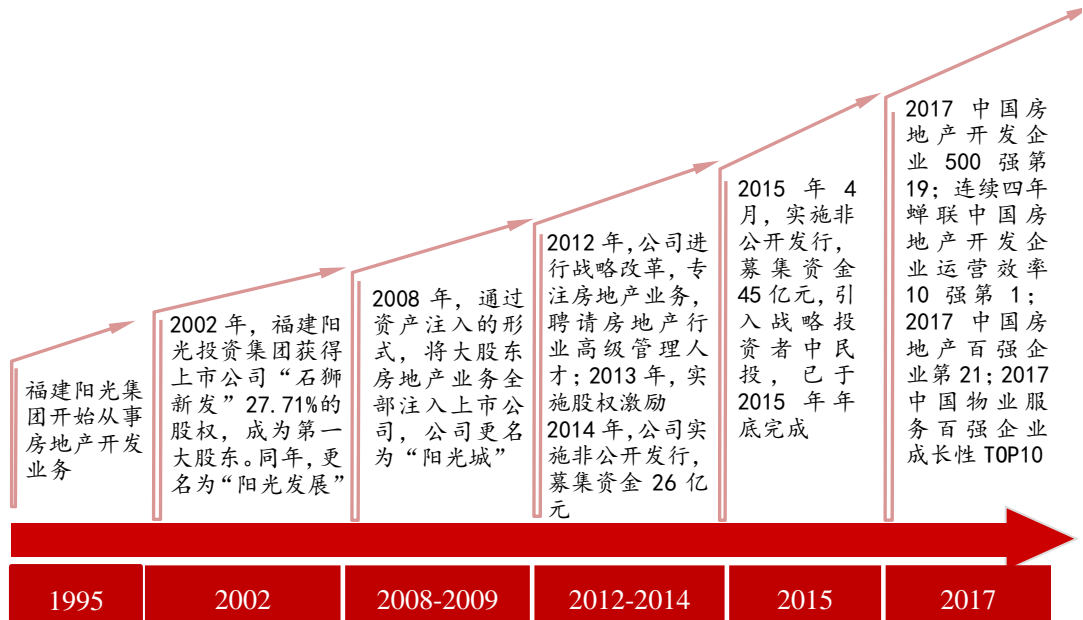 福建阳光集
团开始从事
房地产开发
业务
2002 年，福建阳
光投资集团获得
上市公司“石狮
新发”27.71%的
股权，成为第一
大股东。同年，更
名为“阳光发展”
2008 年，通过
资产注入的形
式，将大股东
房地产业务全
部注入上市公
司，公司更名
为“阳光城”
2012 年，公司进
行战略改革，专
注房地产业务，
聘请房地产行
业高级管理人
才；2013 年，实
施股权激励
2014 年，公司实
施非公开发行，
募集资金 26 亿
元
2015 年 4
月，实施非
公开发行，
募集资金
45 亿元，引
入战略投
资者中民
投，已于
2015 年年
底完成
2017 中国房
地产开发企
业 500 强第
19；连续四年
蝉联中国房
地产开发企
业运营效率
10 强第 1；
2017 中国房
地产百强企
业第 21；2017
中国物业服
务百强企业
成长性 TOP10
1995
2002
2008-2009
2012-2014
2015
2017